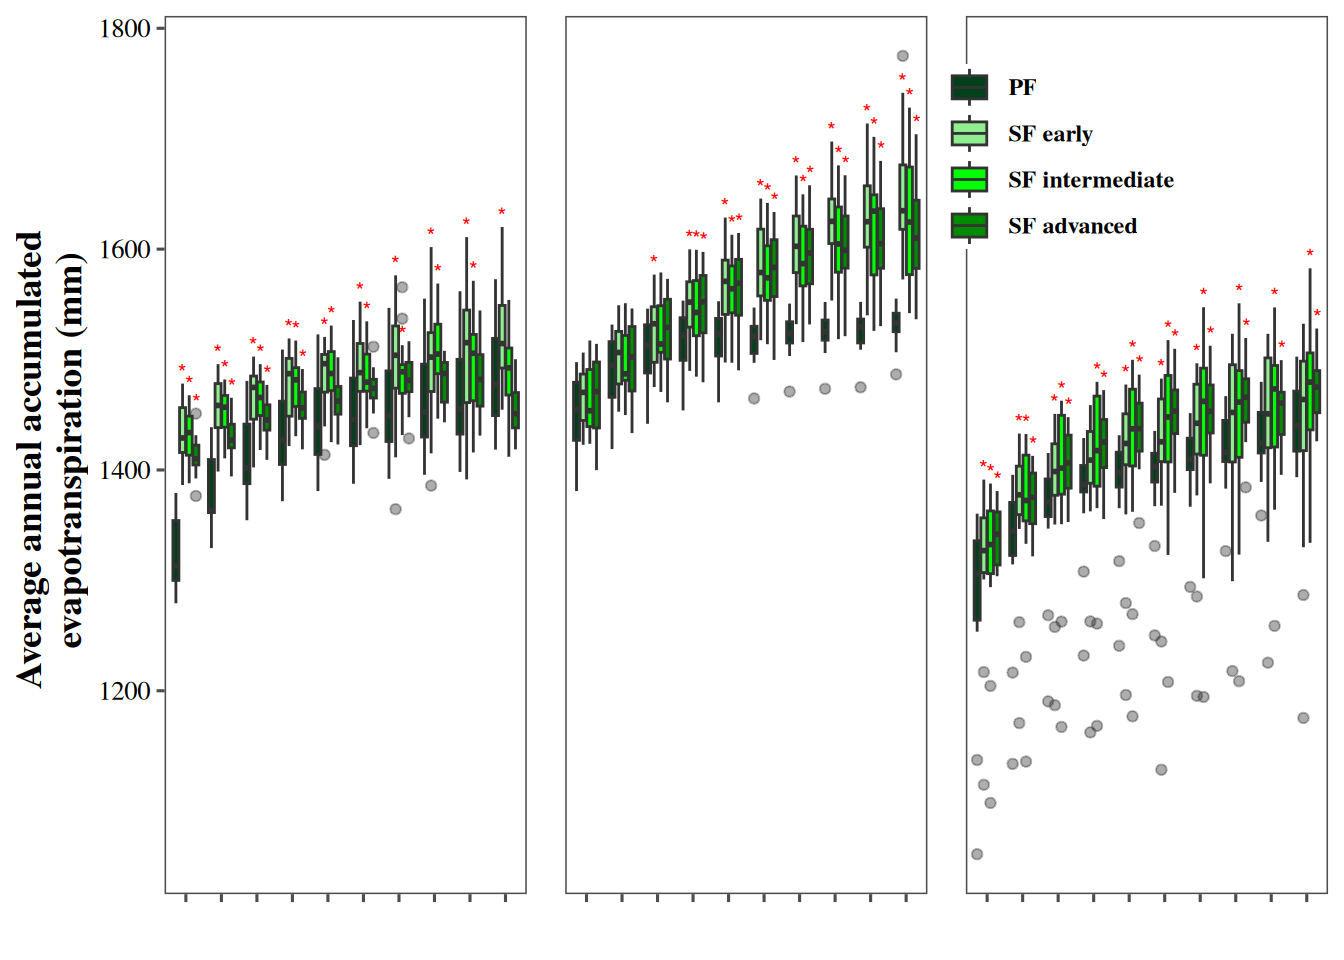 Average annual accumulated
evapotranspiration (mm)
1800
1600
1400
1200
PF
SF early
SF intermediate
SF advanced